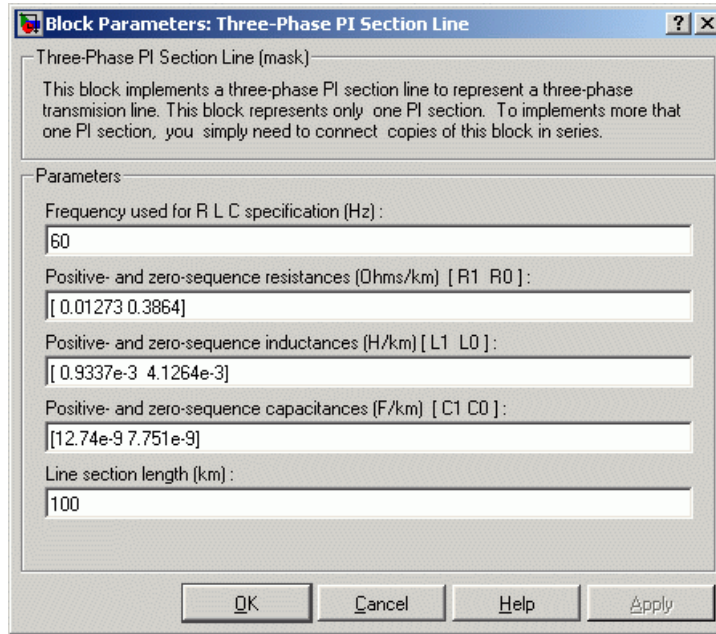 Block Parameters: Three-Phase PI Section Line
Three-Phase PI Section Line (mask)
This block implements a three-phase PI section line to represent a three-phase
transmision line. This block represents only one PI section. To implements more that
one PI section, you simply need to connect copies of this block in series.
Parameters
Frequency used for R L C specification (Hz) :
60
Positive- and zero-sequence resistances (Ohms/km) [ R1 R0 ] :
[ 0.01273 0.3864]
Positive- and zero-sequence inductances (H/km) [ L1 L0 ] :
[ 0.9337e-3 4.1264e-3]
Positive- and zero-sequence capacitances (F/km) [ C1 C0 ] :
[12.74e-9 7.751e-9]
Line section length (km) :
100
OK Cancel Help Apply